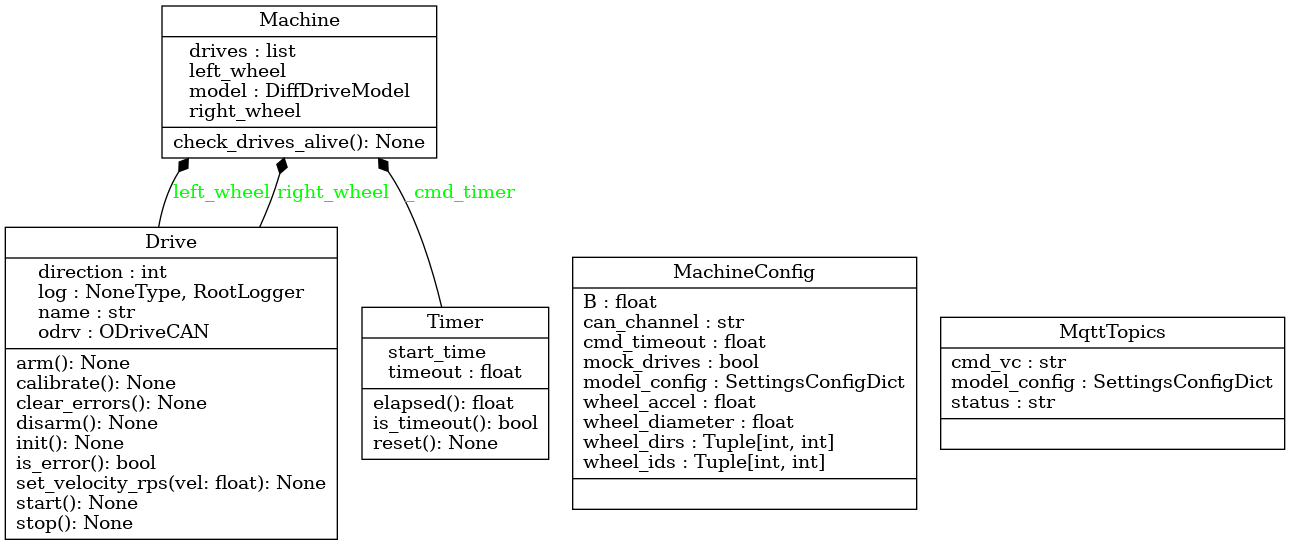 Machine
drives : list
left_wheel
model : DiffDriveModel
right_wheel
check_drives_alive(): None
left_wheel
right_wheel
_cmd_timer
Drive
direction : int
log : NoneType, RootLogger
name : str
odrv : ODriveCAN
arm(): None
calibrate(): None
clear_errors(): None
disarm(): None
init(): None
is_error(): bool
set_velocity_rps(vel: float): None
start(): None
stop(): None
Timer
start_time
timeout : float
elapsed(): float
is_timeout(): bool
reset(): None
MachineConfig
B : float
can_channel : str
cmd_timeout : float
mock_drives : bool
model_config : SettingsConfigDict
wheel_accel : float
wheel_diameter : float
wheel_dirs : Tuple[int, int]
wheel_ids : Tuple[int, int]
MqttTopics
cmd_vc : str
model_config : SettingsConfigDict
status : str